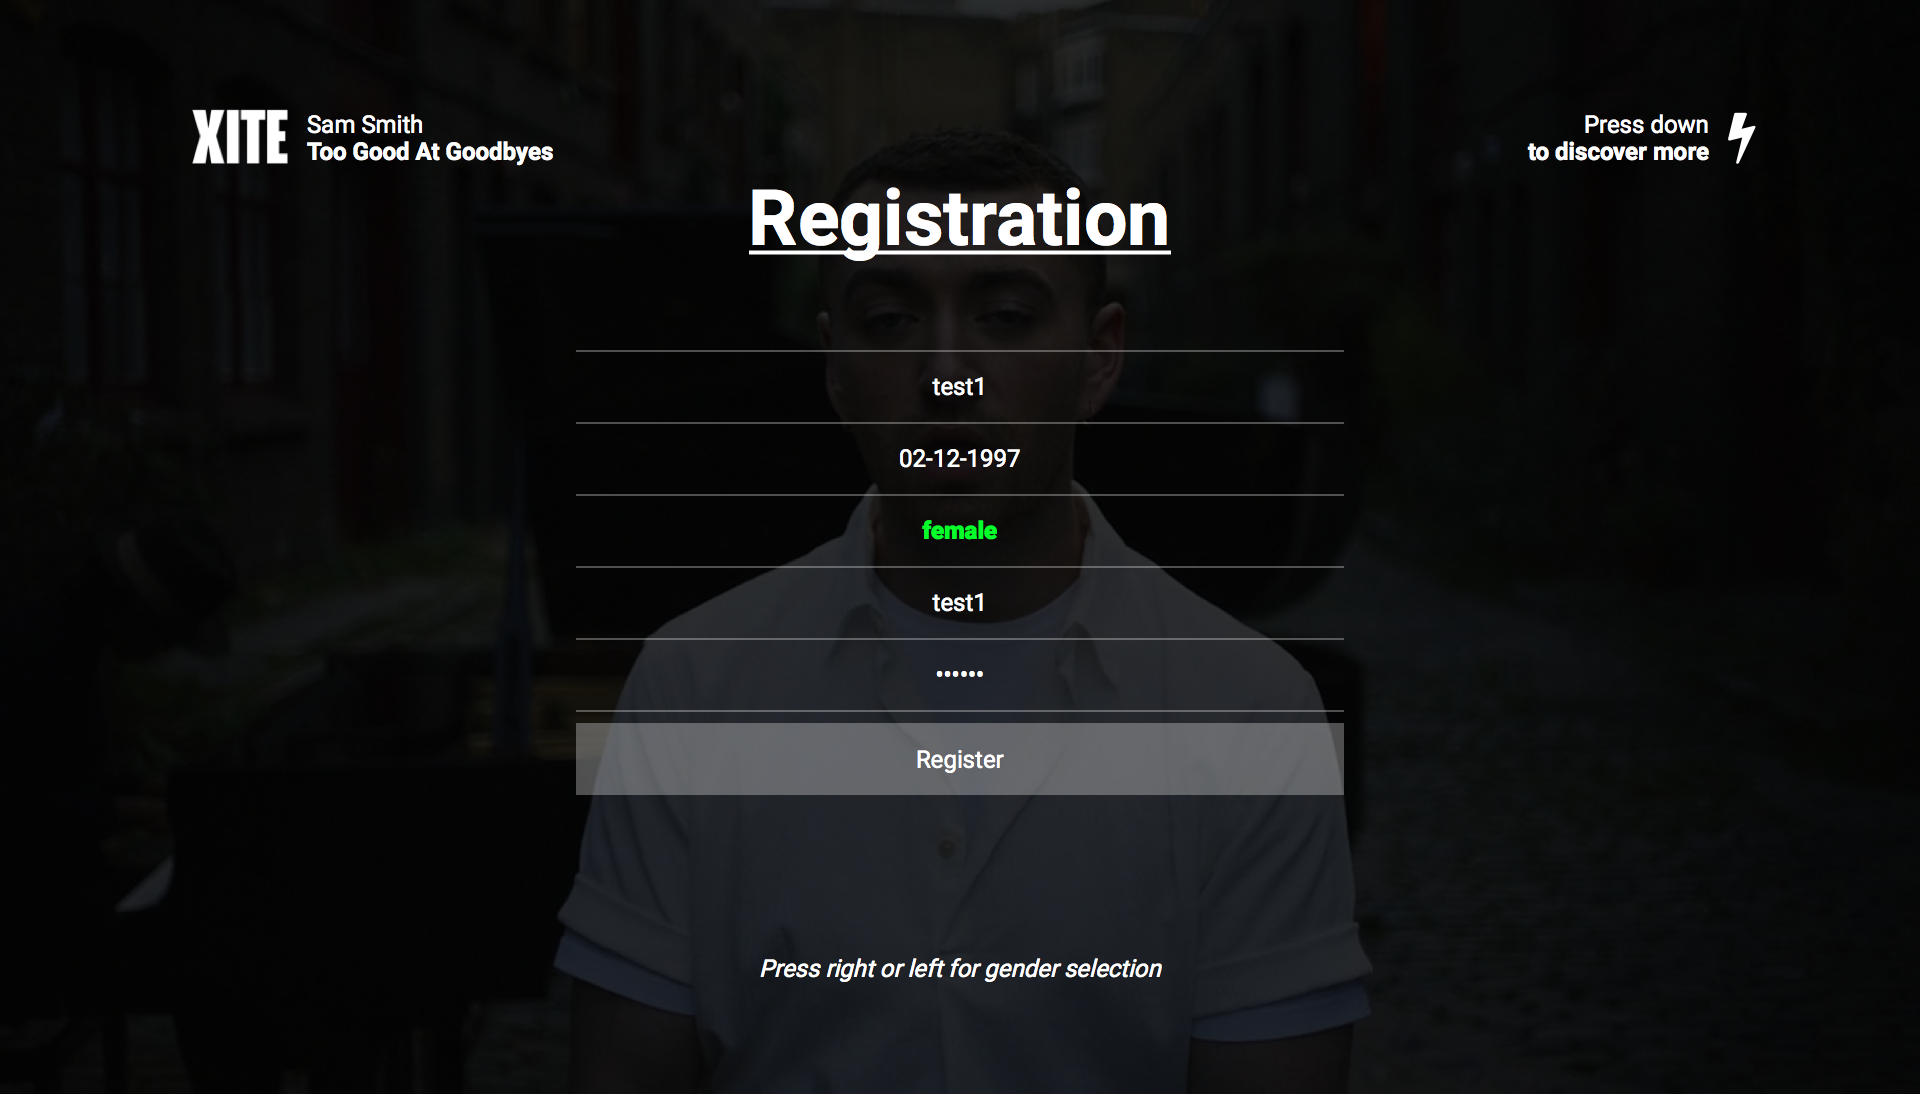 XITE
Sam Smith
Too Good At Goodbyes
Press down
to discover more
Registration
test1
02-12-1997
female
test1
••••••
Register
Press right or left for gender selection